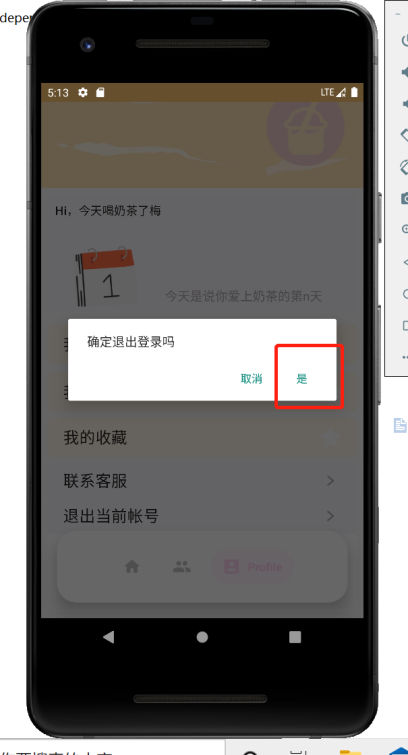 deper
5:13
LTE
Hi，今天喝奶茶了梅
1
今天是说你爱上奶茶的第n天
确定退出登录吗
取消
是
我的收藏
联系客服
退出当前帐号
Profile